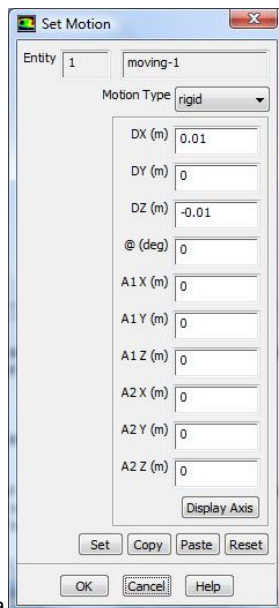 Set Motion
X
Entity 1 moving-1
Motion Type rigid
DX (m) 0.01
DY (m) 0
DZ (m) -0.01
@ (deg) 0
A1 X (m) 0
A1 Y (m) 0
A1 Z (m) 0
A2 X (m) 0
A2 Y (m) 0
A2 Z (m) 0
Display Axis
Set Copy Paste Reset
OK Cancel Help